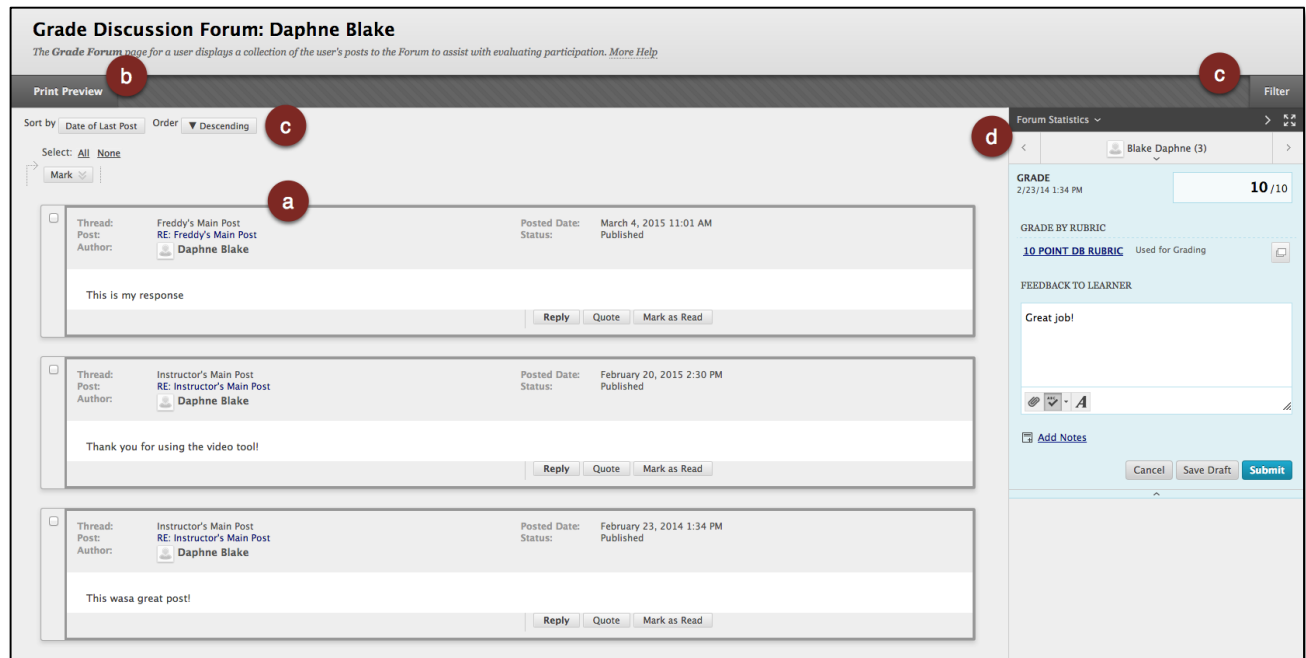 Grade Discussion Forum: Daphne Blake
The Grade Forum page for a user displays a collection of the user's posts to the Forum to assist with evaluating participation. More Help
b
c
Print Preview
Filter
Sort by Date of Last Post Order ▼ Descending
c
Select: All None
Mark
a
Thread: Freddy's Main Post
Post: RE: Freddy's Main Post
Author: Daphne Blake
Posted Date: March 4, 2015 11:01 AM
Status: Published
This is my response
Reply Quote Mark as Read
Thread: Instructor's Main Post
Post: RE: Instructor's Main Post
Author: Daphne Blake
Posted Date: February 20, 2015 2:30 PM
Status: Published
Thank you for using the video tool!
Reply Quote Mark as Read
Thread: Instructor's Main Post
Post: RE: Instructor's Main Post
Author: Daphne Blake
Posted Date: February 23, 2014 1:34 PM
Status: Published
This wasa great post!
Reply Quote Mark as Read
d
Forum Statistics
Blake Daphne (3)
GRADE
2/23/14 1:34 PM
10 /10
GRADE BY RUBRIC
10 POINT DB RUBRIC Used for Grading
FEEDBACK TO LEARNER
Great job!
ABC
A
Add Notes
Cancel Save Draft Submit